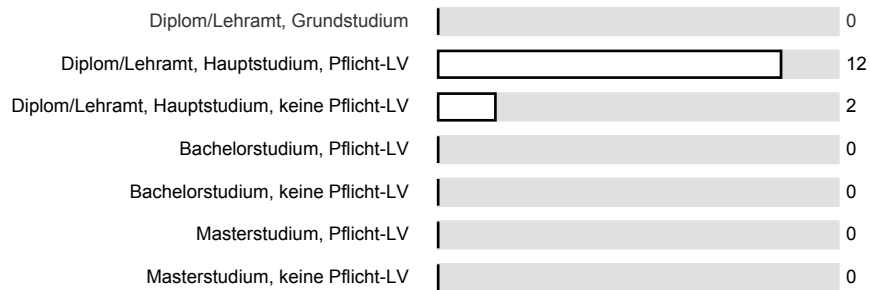 Diplom/Lehramt, Grundstudium 0
Diplom/Lehramt, Hauptstudium, Pflicht-LV 12
Diplom/Lehramt, Hauptstudium, keine Pflicht-LV 2
Bachelorstudium, Pflicht-LV 0
Bachelorstudium, keine Pflicht-LV 0
Masterstudium, Pflicht-LV 0
Masterstudium, keine Pflicht-LV 0